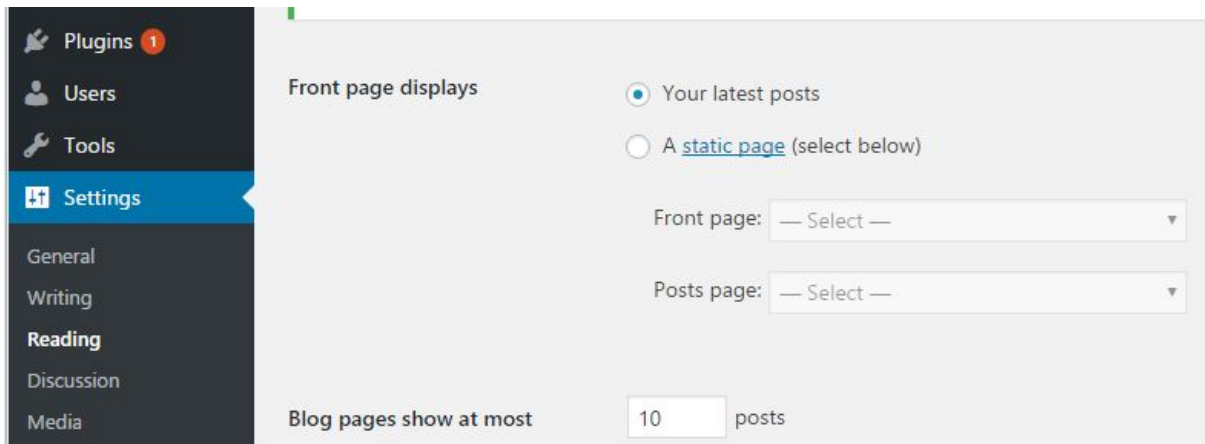 Plugins 1
Users
Tools
Settings
General
Writing
Reading
Discussion
Media
Front page displays
Your latest posts
A static page (select below)
Front page: — Select —
Posts page: — Select —
Blog pages show at most 10 posts